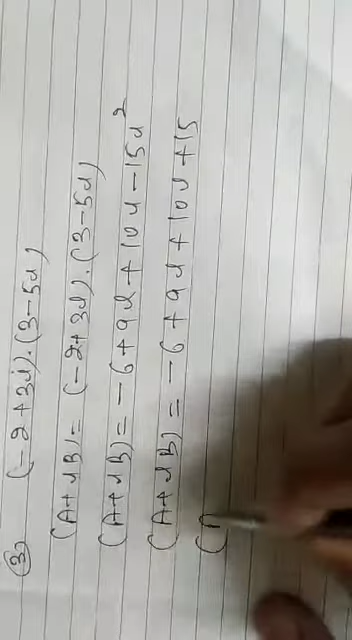 (3) (-2+3i).(3-5i)
(A+iB)=(-2+3i).(3-5i)
(A+iB)=-6+9i+10i-15i²
(A+iB)=-6+9i+10i+15
(A